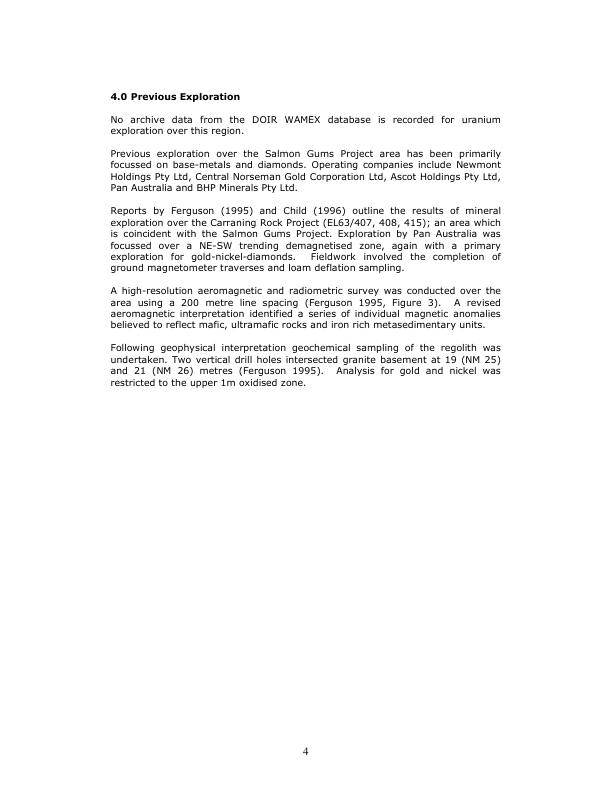 4.0 Previous Exploration
No archive data from the DOIR WAMEX database is recorded for uranium
exploration over this region.
Previous exploration over the Salmon Gums Project area has been primarily
focussed on base-metals and diamonds. Operating companies include Newmont
Holdings Pty Ltd, Central Norseman Gold Corporation Ltd, Ascot Holdings Pty Ltd,
Pan Australia and BHP Minerals Pty Ltd.
Reports by Ferguson (1995) and Child (1996) outline the results of mineral
exploration over the Carraning Rock Project (EL63/407, 408, 415); an area which
is coincident with the Salmon Gums Project. Exploration by Pan Australia was
focussed over a NE-SW trending demagnetised zone, again with a primary
exploration for gold-nickel-diamonds.  Fieldwork involved the completion of
ground magnetometer traverses and loam deflation sampling.
A high-resolution aeromagnetic and radiometric survey was conducted over the
area using a 200 metre line spacing (Ferguson 1995, Figure 3).  A revised
aeromagnetic interpretation identified a series of individual magnetic anomalies
believed to reflect mafic, ultramafic rocks and iron rich metasedimentary units.
Following geophysical interpretation geochemical sampling of the regolith was
undertaken. Two vertical drill holes intersected granite basement at 19 (NM 25)
and 21 (NM 26) metres (Ferguson 1995).  Analysis for gold and nickel was
restricted to the upper 1m oxidised zone.
4